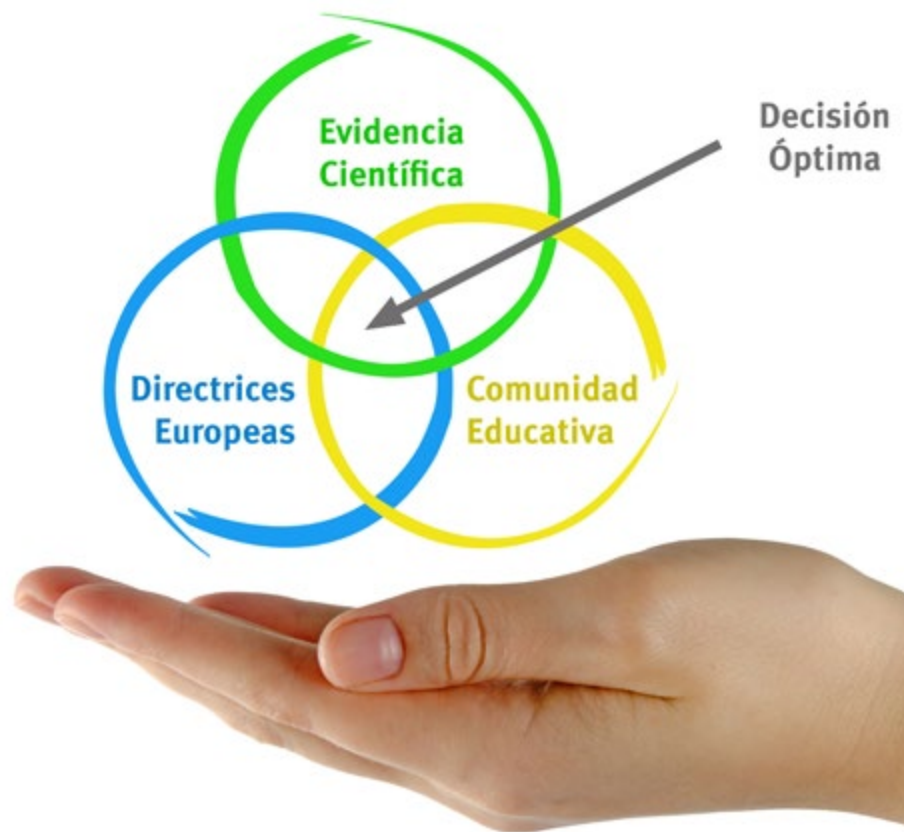 Evidencia
Científica
Decisión
Óptima
Directrices
Europeas
Comunidad
Educativa